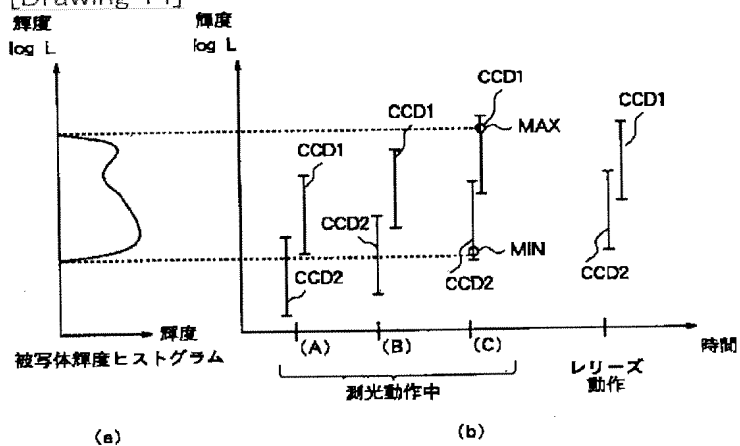 [Drawing 14]
輝度
log L
輝度
被写体輝度ヒストグラム
(a)
輝度
log L
CCD1
CCD2
CCD1
CCD2
CCD1
MAX
MIN
CCD2
CCD1
CCD2
(A)
(B)
(C)
レリーズ
動作
時間
測光動作中
(b)